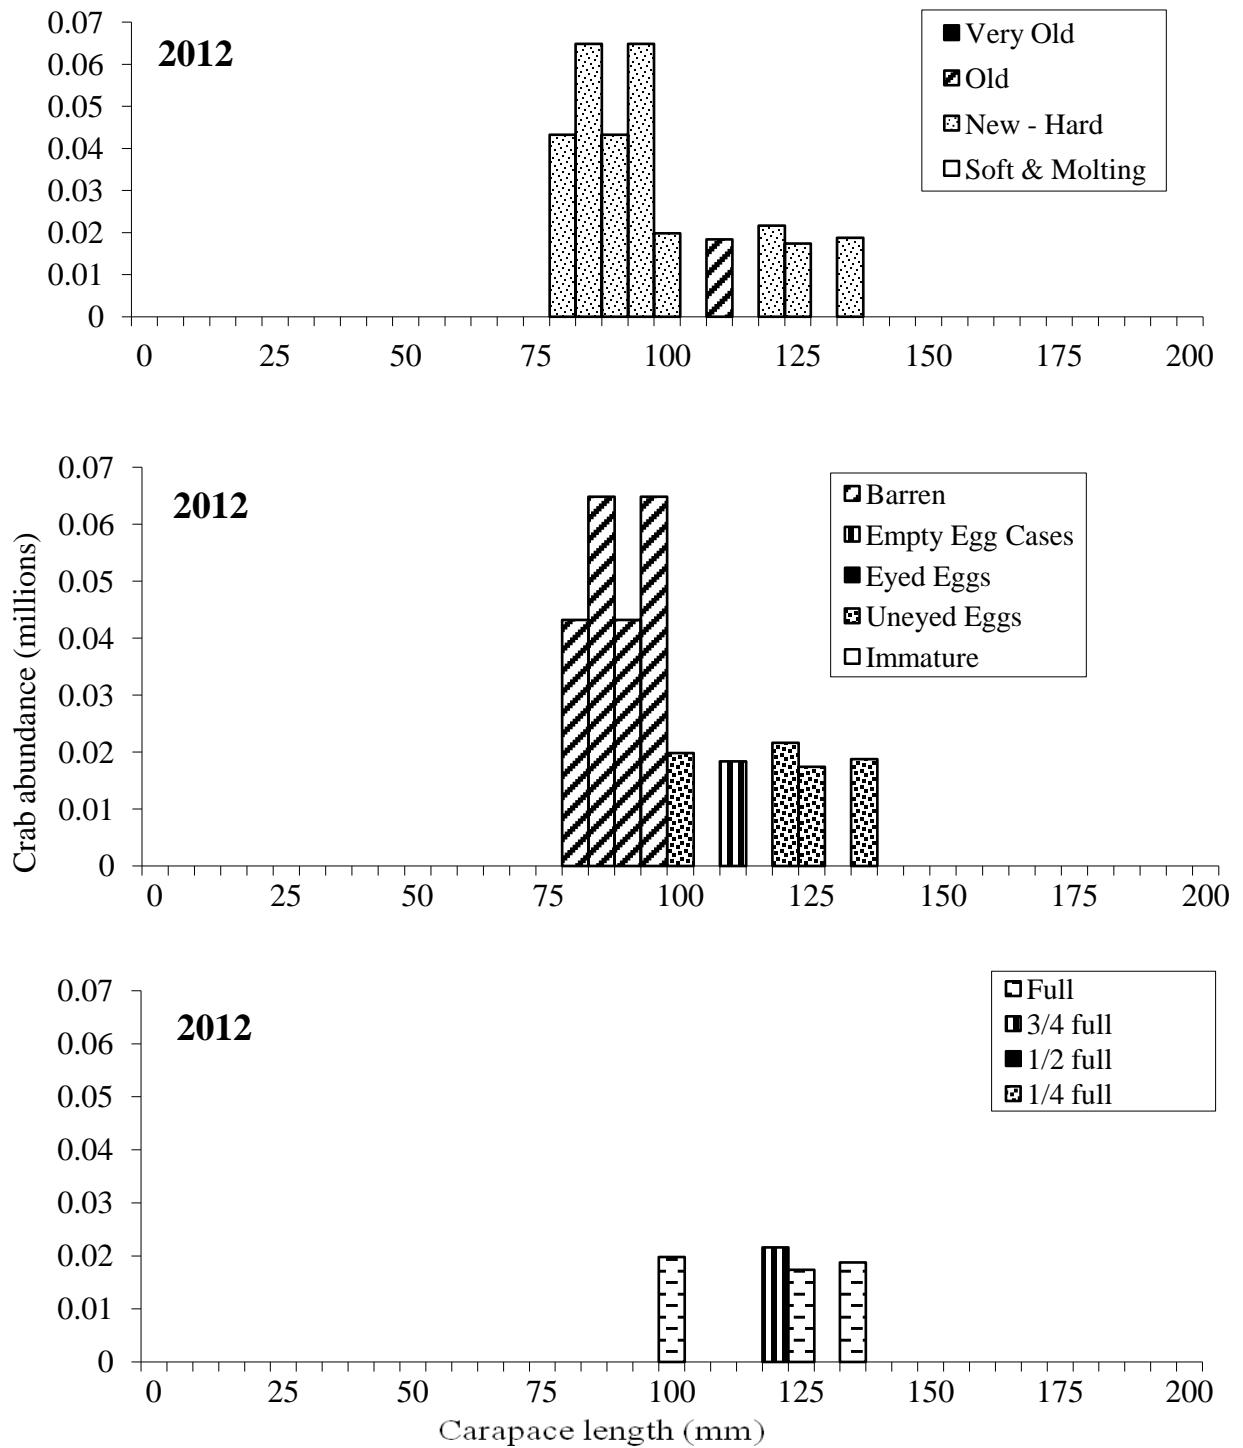 2012
0.07
0.06
0.05
0.04
0.03
0.02
0.01
0
Very Old
Old
New - Hard
Soft & Molting
0 25 50 75 100 125 150 175 200
Crab abundance (millions)
2012
0.07
0.06
0.05
0.04
0.03
0.02
0.01
0
Barren
Empty Egg Cases
Eyed Eggs
Uneyed Eggs
Immature
0 25 50 75 100 125 150 175 200
2012
0.07
0.06
0.05
0.04
0.03
0.02
0.01
0
Full
3/4 full
1/2 full
1/4 full
0 25 50 75 100 125 150 175 200
Carapace length (mm)